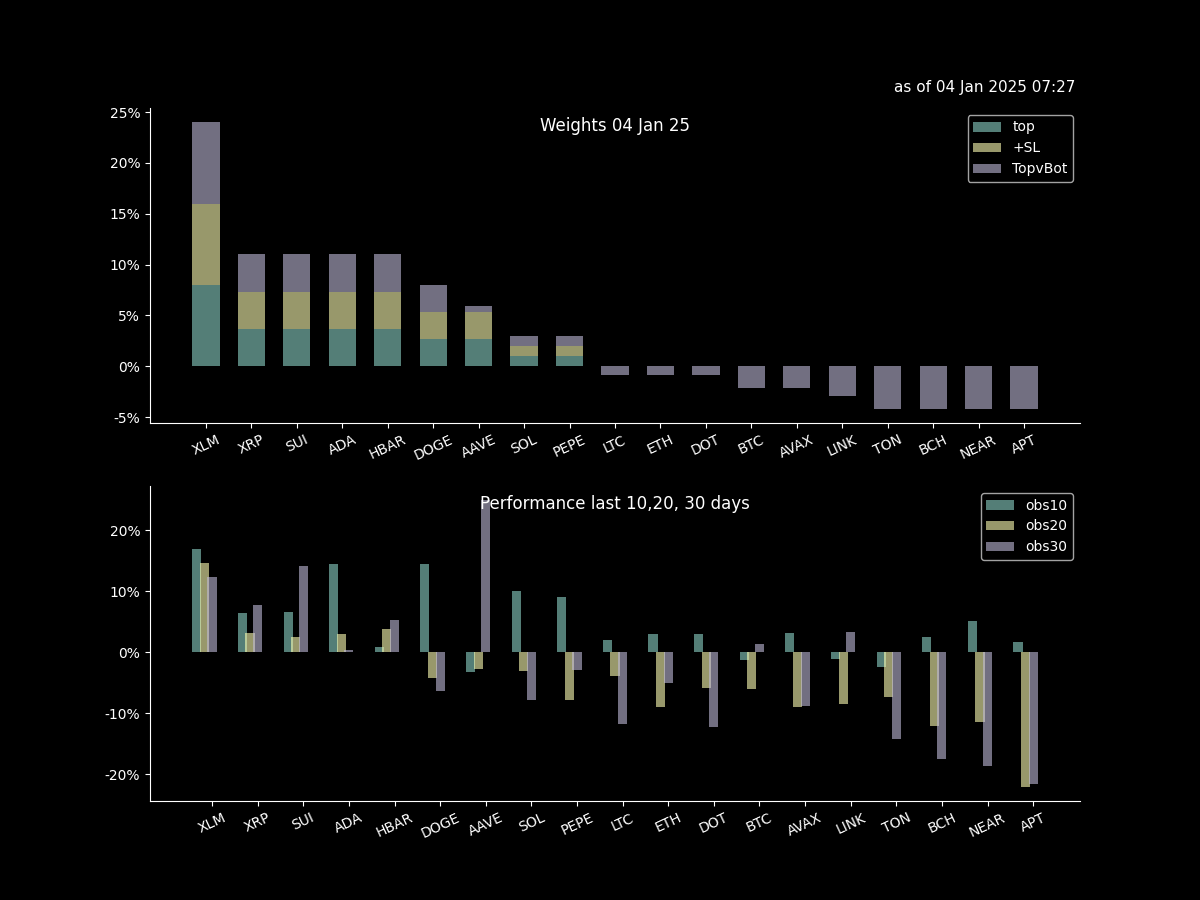 as of 04 Jan 2025 07:27
Weights 04 Jan 25
top
+SL
TopvBot
25%
20%
15%
10%
5%
0%
-5%
XLM XRP SUI ADA HBAR DOGE AAVE SOL PEPE LTC ETH DOT BTC AVAX LINK TON BCH NEAR APT
Performance last 10,20, 30 days
obs10
obs20
obs30
20%
10%
0%
-10%
-20%
XLM XRP SUI ADA HBAR DOGE AAVE SOL PEPE LTC ETH DOT BTC AVAX LINK TON BCH NEAR APT